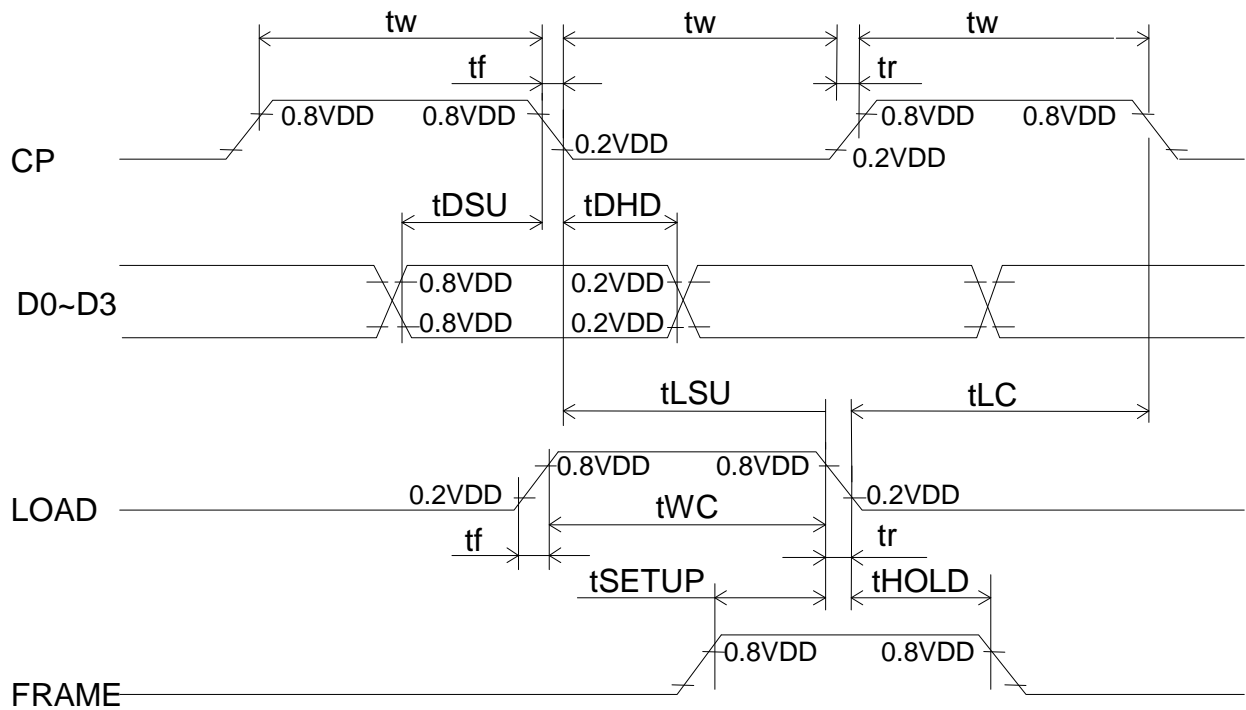 tw tw tw
tf tr
0.8VDD 0.8VDD 0.8VDD 0.8VDD
CP 0.2VDD 0.2VDD
tDSU tDHD
0.8VDD 0.2VDD
D0~D3
0.8VDD 0.2VDD
tLSU tLC
0.8VDD 0.8VDD
LOAD 0.2VDD 0.2VDD
tWC
tf tr
tSETUP tHOLD
0.8VDD 0.8VDD
FRAME